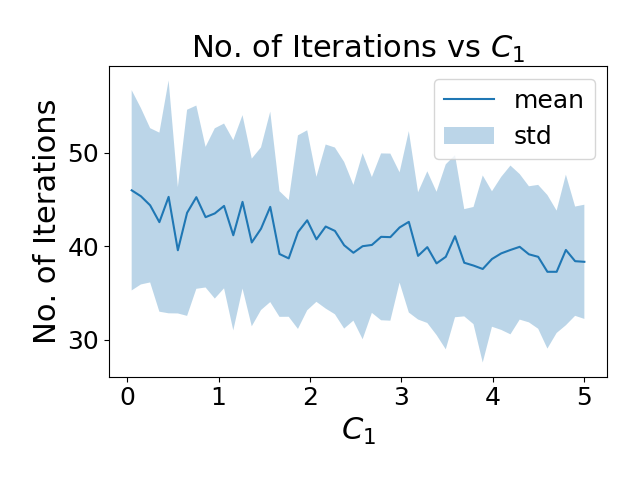 No. of Iterations vs C₁
mean
std
No. of Iterations
50
40
30
0 1 2 3 4 5
C₁